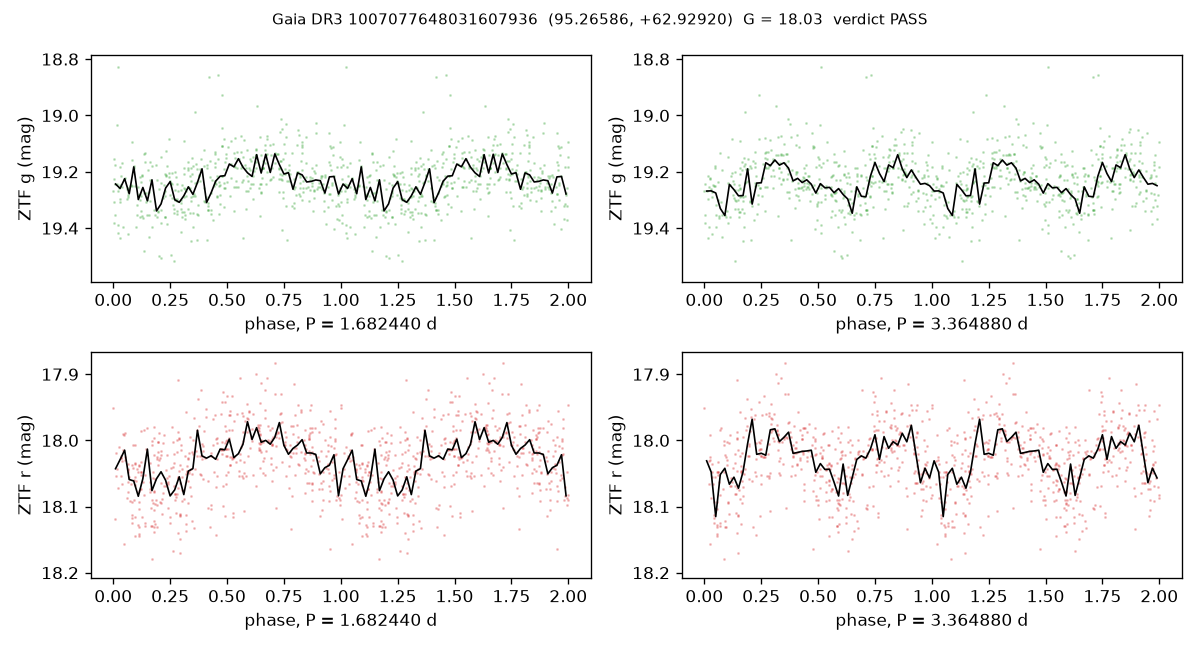 Gaia DR3 1007077648031607936  (95.26586, +62.92920)  G = 18.03  verdict PASS
18.8
19.0
19.2
19.4
ZTF g (mag)
0.00 0.25 0.50 0.75 1.00 1.25 1.50 1.75 2.00
phase, P = 1.682440 d
18.8
19.0
19.2
19.4
ZTF g (mag)
0.00 0.25 0.50 0.75 1.00 1.25 1.50 1.75 2.00
phase, P = 3.364880 d
17.9
18.0
18.1
18.2
ZTF r (mag)
0.00 0.25 0.50 0.75 1.00 1.25 1.50 1.75 2.00
phase, P = 1.682440 d
17.9
18.0
18.1
18.2
ZTF r (mag)
0.00 0.25 0.50 0.75 1.00 1.25 1.50 1.75 2.00
phase, P = 3.364880 d